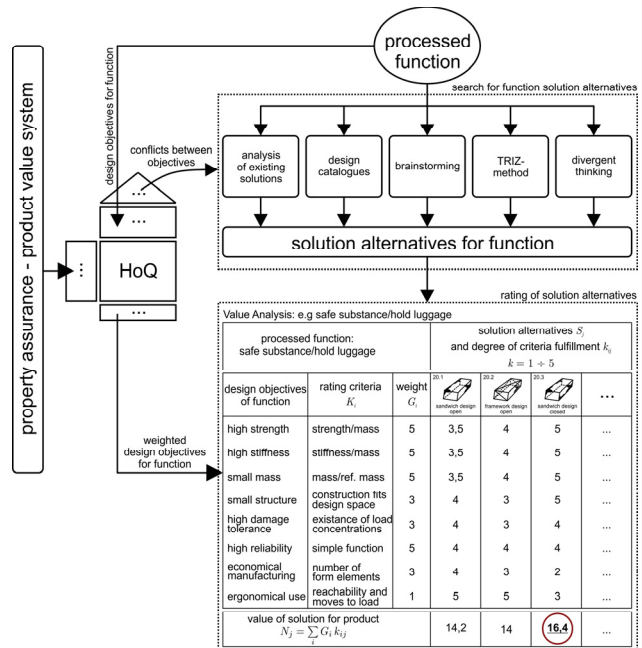 processed
function
search for function solution alternatives
property assurance - product value system
design objectives for function
conflicts between
objectives
analysis
of existing
solutions
design
catalogues
brainstorming
TRIZ-
method
divergent
thinking
...
...
...
HoQ
...
solution alternatives for function
rating of solution alternatives
weighted
design objectives
for function
Value Analysis: e.g safe substance/hold luggage
processed function:
safe substance/hold luggage
solution alternatives Sj
and degree of criteria fulfillment kij
k = 1 ÷ 5
design objectives
of function
rating criteria
Ki
weight
Gi
20.1
sandwich design
open
20.2
framework design
open
20.3
sandwich design
closed
...
high strength strength/mass 5 3,5 4 5 ...
high stiffness stiffness/mass 5 3,5 4 5 ...
small mass mass/ref. mass 5 3,5 4 5 ...
small structure construction fits
design space 3 4 3 5 ...
high damage
tolerance existance of load
concentrations 3 4 3 4 ...
high reliability simple function 5 4 4 4 ...
economical
manufacturing number of
form elements 3 4 3 2 ...
ergonomical use reachability and
moves to load 1 5 5 3 ...
value of solution for product
Nj = ∑i Gi kij
14,2 14 16,4 ...